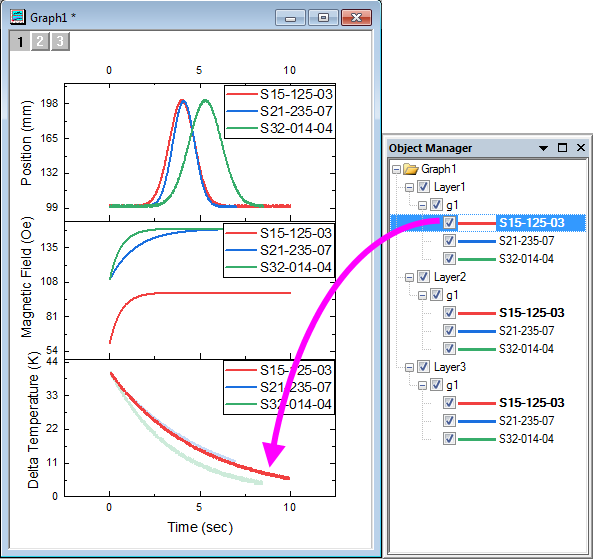 Graph1 *
1 2 3
0 5 10
Position (mm)
198
165
132
99
S15-125-03
S21-235-07
S32-014-04
Magnetic Field (Oe)
135
108
81
54
S15-125-03
S21-235-07
S32-014-04
Delta Temperature (K)
44
33
22
11
0
S15-125-03
S21-235-07
S32-014-04
0 5 10
Time (sec)
Object Manager
Graph1
Layer1
g1
S15-125-03
S21-235-07
S32-014-04
Layer2
g1
S15-125-03
S21-235-07
S32-014-04
Layer3
g1
S15-125-03
S21-235-07
S32-014-04